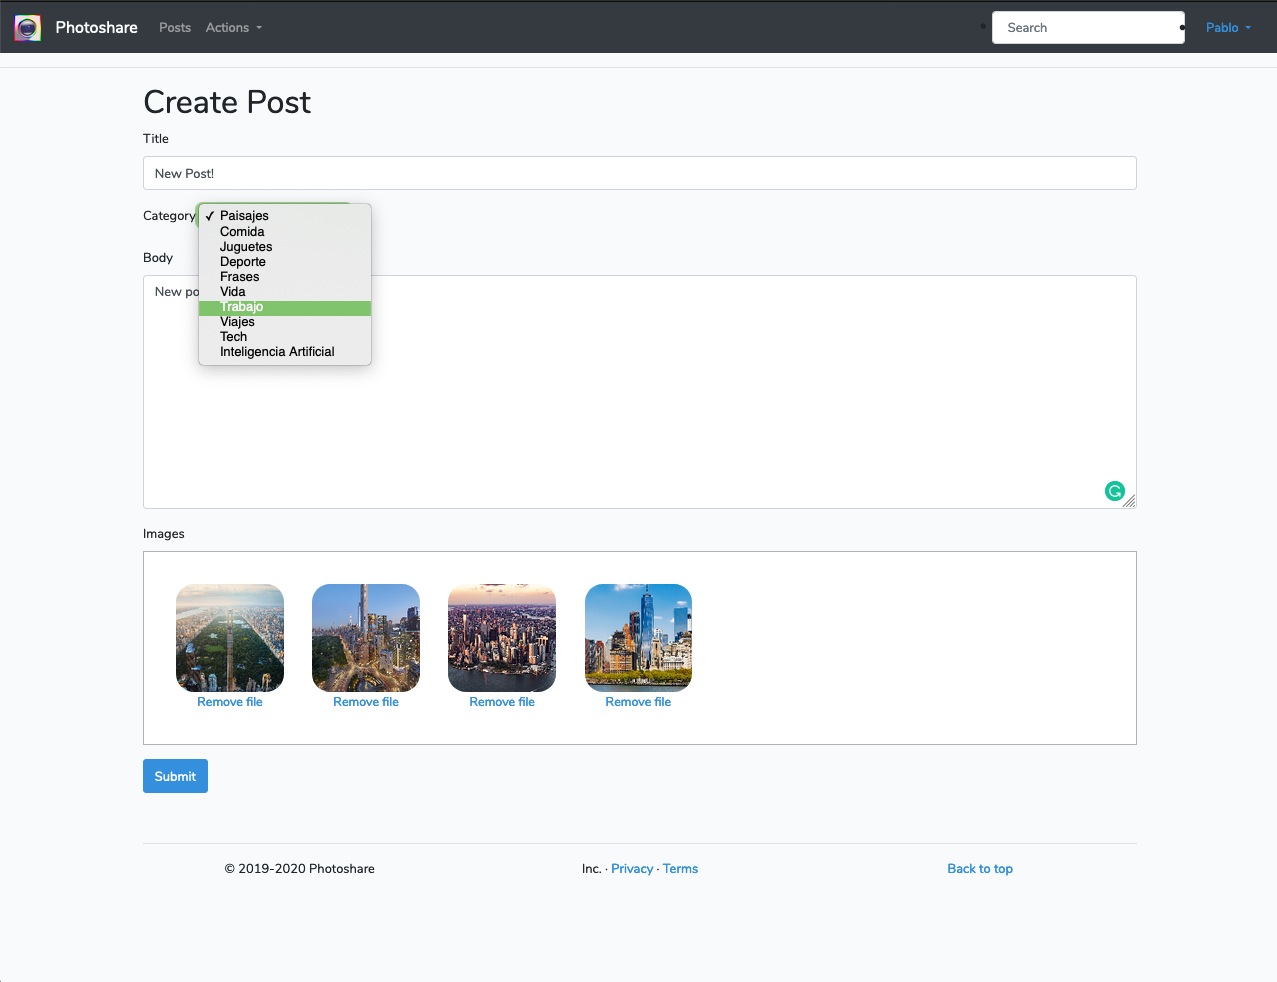 Photoshare Posts Actions Search Pablo
Create Post
Title
New Post!
Category
✓ Paisajes
Comida
Juguetes
Deporte
Frases
Vida
Trabajo
Viajes
Tech
Inteligencia Artificial
Body
New po
Images
Remove file Remove file Remove file Remove file
Submit
© 2019-2020 Photoshare Inc. · Privacy · Terms Back to top